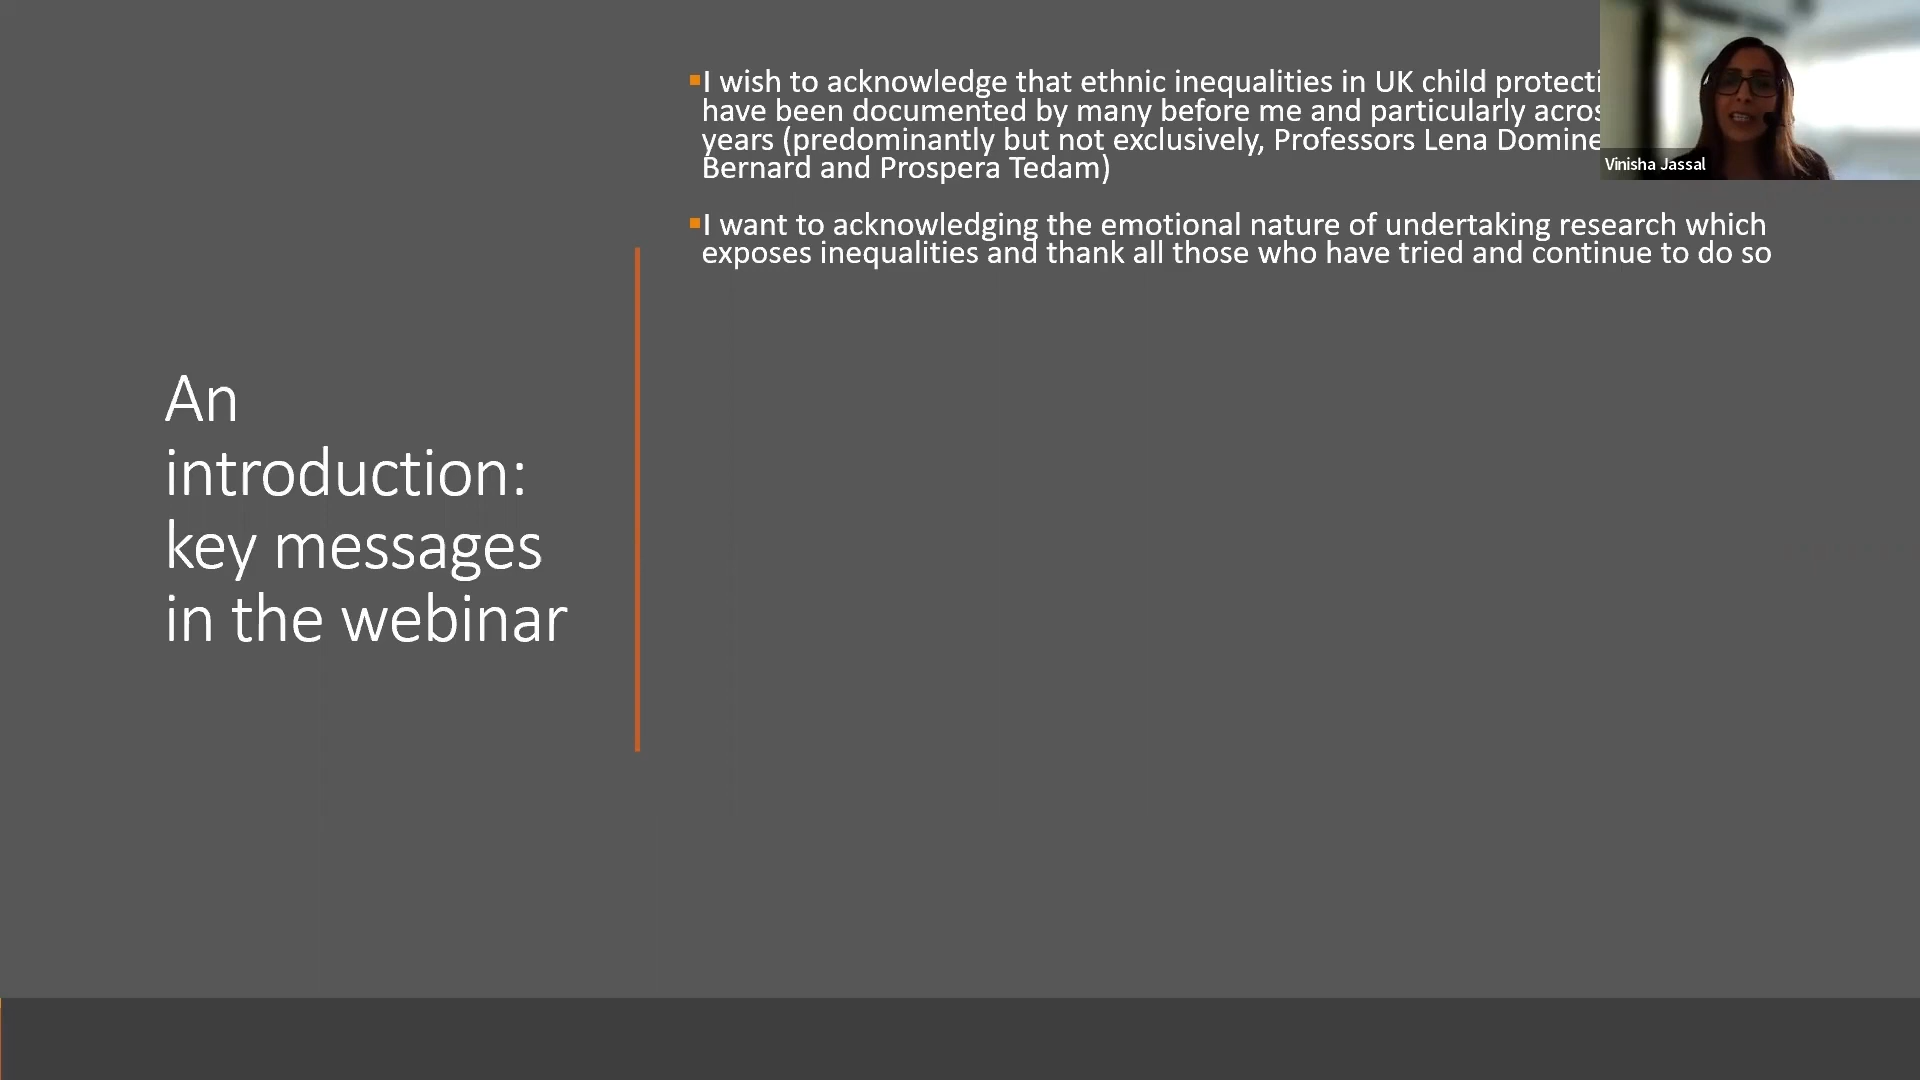 An
introduction:
key messages
in the webinar
I wish to acknowledge that ethnic inequalities in UK child
have been documented by many before me and particularly
years (predominantly but not exclusively, Professors Lena
Bernard and Prospera Tedam)
I want to acknowledging the emotional nature of undertaking research which
exposes inequalities and thank all those who have tried and continue to do so
Vinisha Jassal